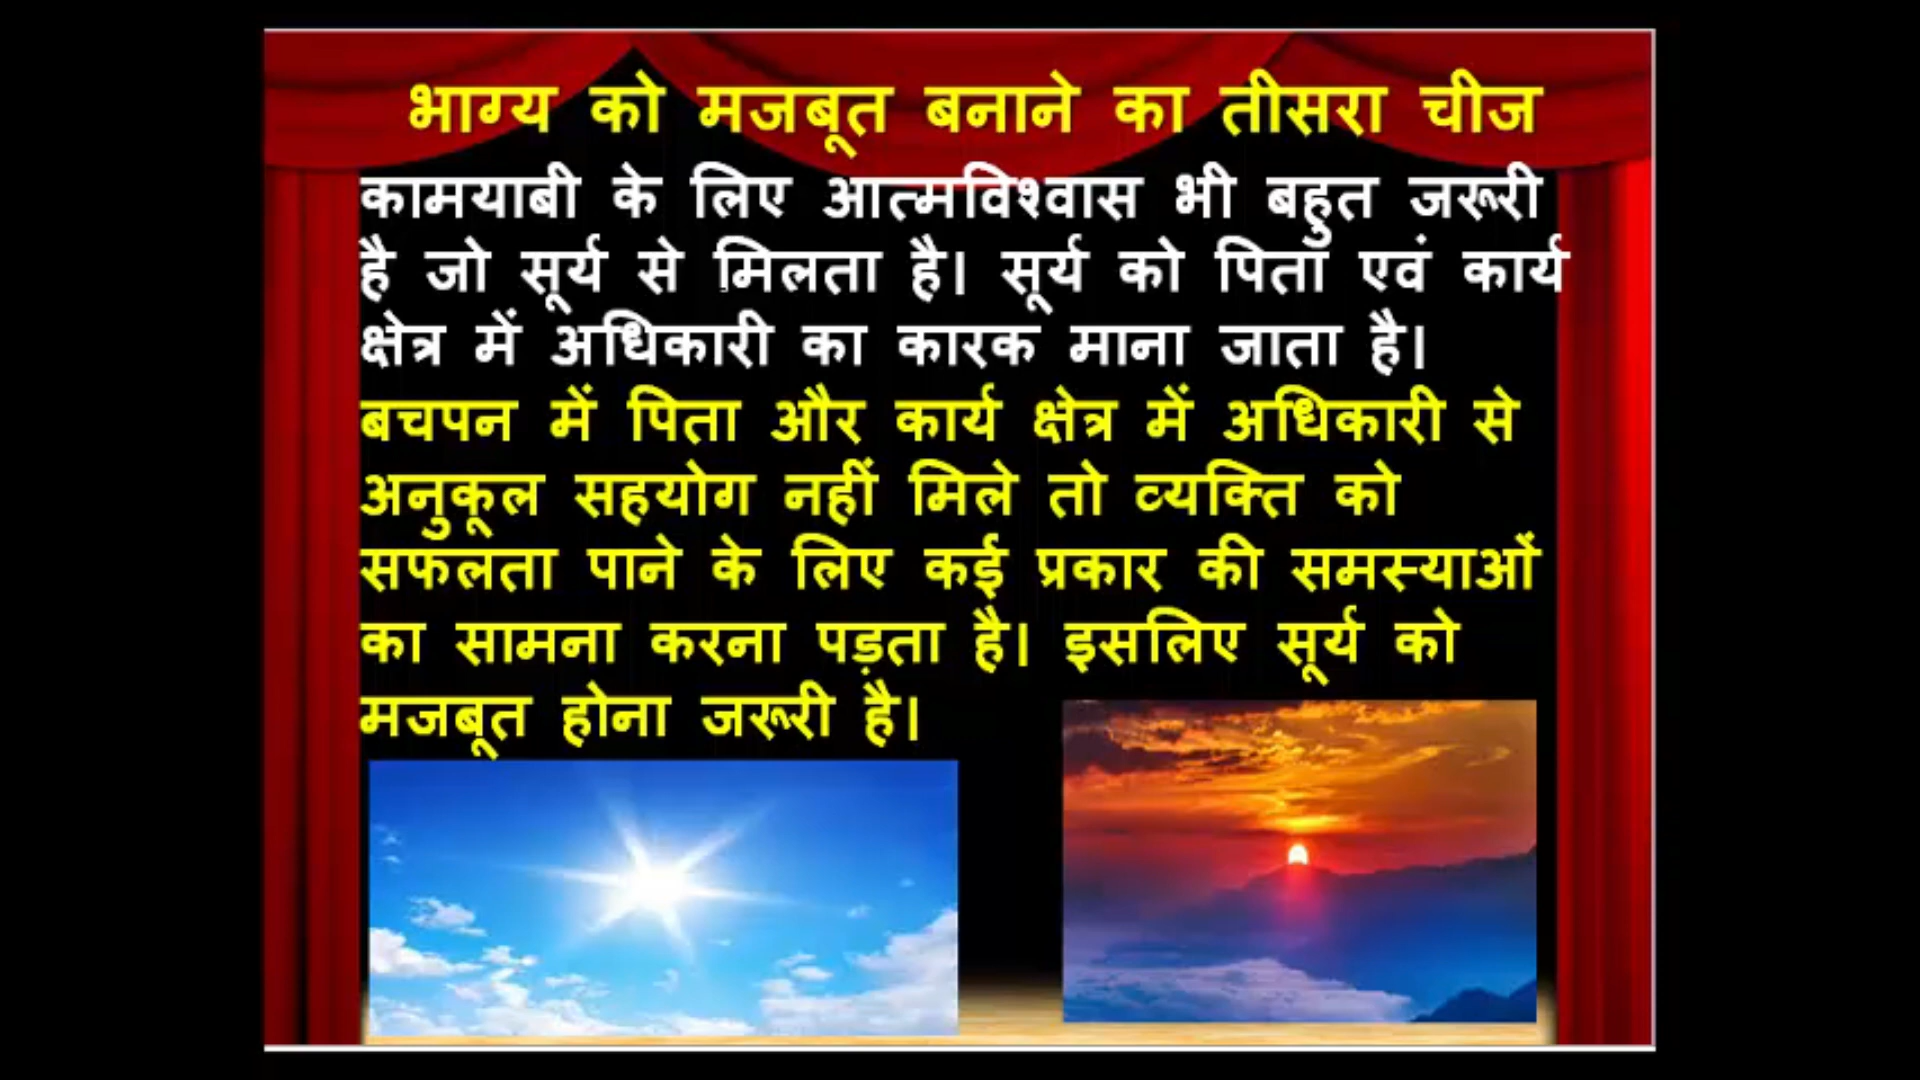 भाग्य को मजबूत बनाने का तीसरा चीज
कामयाबी के लिए आत्मविश्वास भी बहुत जरूरी
है जो सूर्य से मिलता है। सूर्य को पिता एवं कार्य
क्षेत्र में अधिकारी का कारक माना जाता है।
बचपन में पिता और कार्य क्षेत्र में अधिकारी से
अनुकूल सहयोग नहीं मिले तो व्यक्ति को
सफलता पाने के लिए कई प्रकार की समस्याओं
का सामना करना पड़ता है। इसलिए सूर्य को
मजबूत होना जरूरी है।